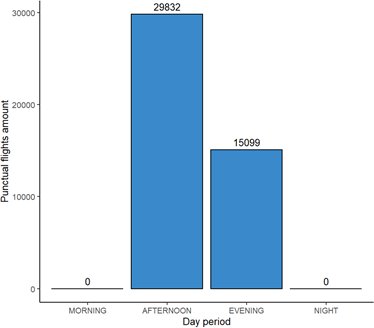 Punctual flights amount
30000
20000
10000
0
0
29832
15099
0
MORNING
AFTERNOON
EVENING
NIGHT
Day period